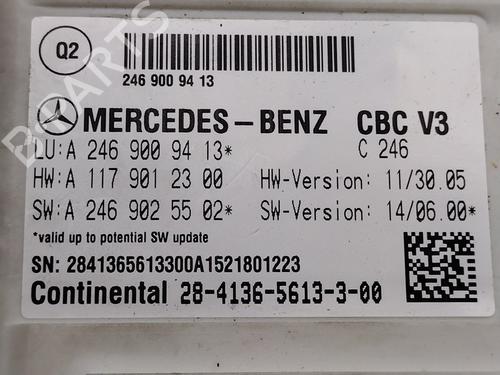 Q2
246 900 94 13
MERCEDES-BENZ CBC V3
LU: A 246 900 94 13* C 246
HW: A 117 901 23 00 HW-Version: 11/30.05
SW: A 246 902 55 02* SW-Version: 14/06.00*
*valid up to potential SW update
SN: 2841365613300A1521801223
Continental 28-4136-5613-3-00